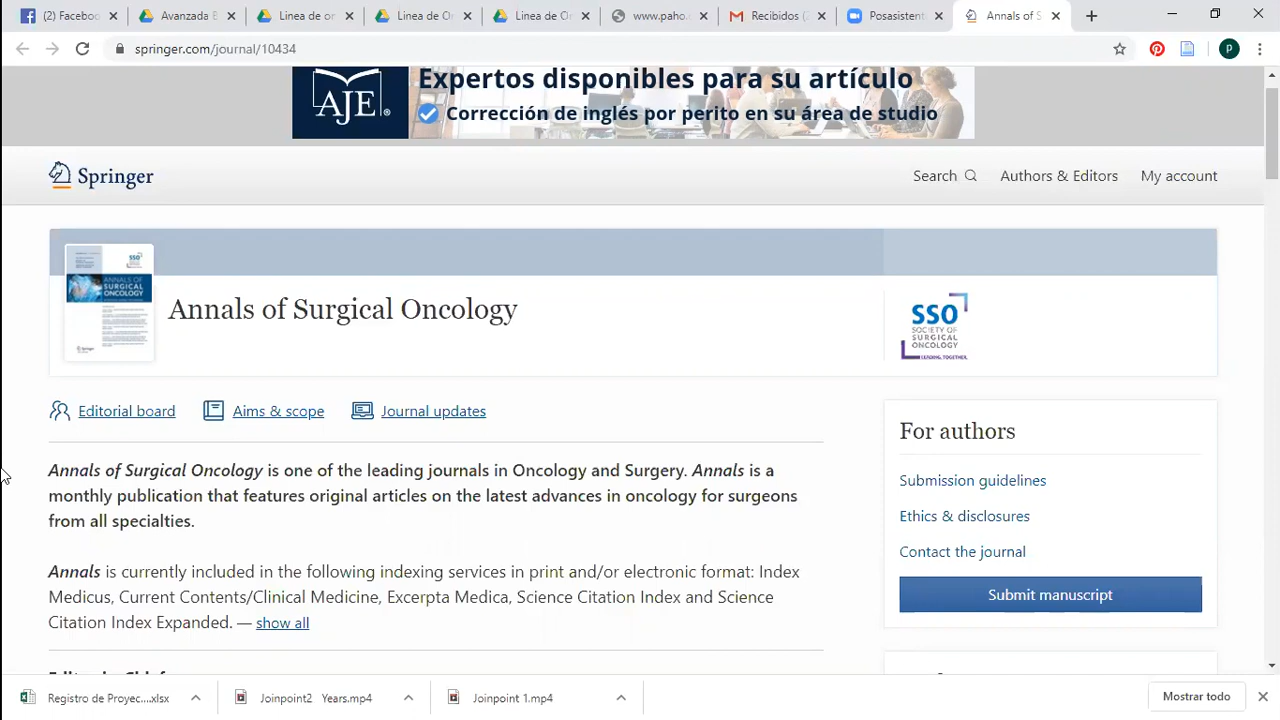 (2) Faceboo
Avanzada B
Linea de or
Linea de O
Linea de O
www.paho.
Recibidos (
Posasistent
Annals of S
springer.com/journal/10434
P
AJE®
Expertos disponibles para su artículo
Corrección de inglés por perito en su área de studio
Springer
Search
Authors & Editors
My account
SSO
ANNALS OF
SURGICAL
ONCOLOGY
Annals of Surgical Oncology
SSO
SOCIETY OF
SURGICAL
ONCOLOGY
LEADING, TOGETHER.
Editorial board
Aims & scope
Journal updates
For authors
Annals of Surgical Oncology is one of the leading journals in Oncology and Surgery. Annals is a
monthly publication that features original articles on the latest advances in oncology for surgeons
from all specialties.
Submission guidelines
Ethics & disclosures
Contact the journal
Submit manuscript
Annals is currently included in the following indexing services in print and/or electronic format: Index
Medicus, Current Contents/Clinical Medicine, Excerpta Medica, Science Citation Index and Science
Citation Index Expanded. — show all
Registro de Proyec....xlsx
Joinpoint2 Years.mp4
Joinpoint 1.mp4
Mostrar todo